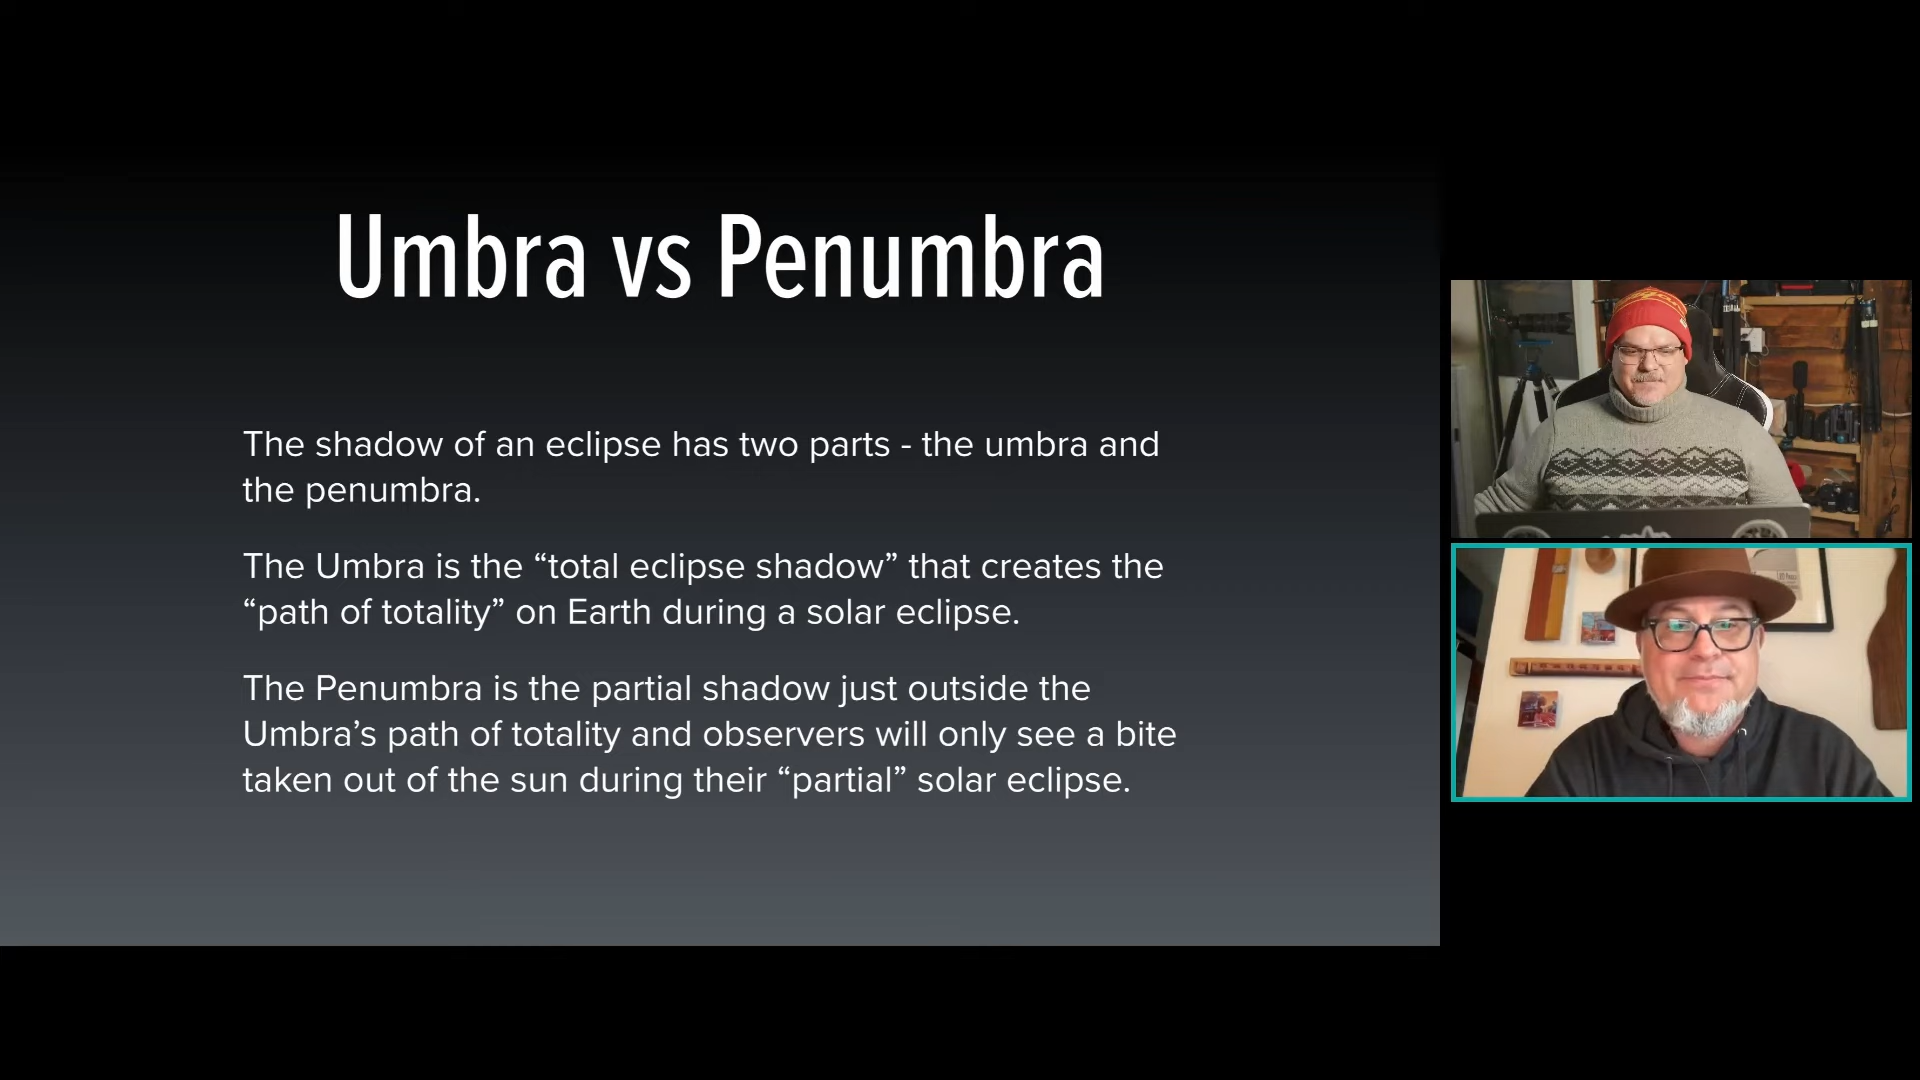 Umbra vs Penumbra
The shadow of an eclipse has two parts - the umbra and
the penumbra.
The Umbra is the “total eclipse shadow” that creates the
“path of totality” on Earth during a solar eclipse.
The Penumbra is the partial shadow just outside the
Umbra’s path of totality and observers will only see a bite
taken out of the sun during their “partial” solar eclipse.